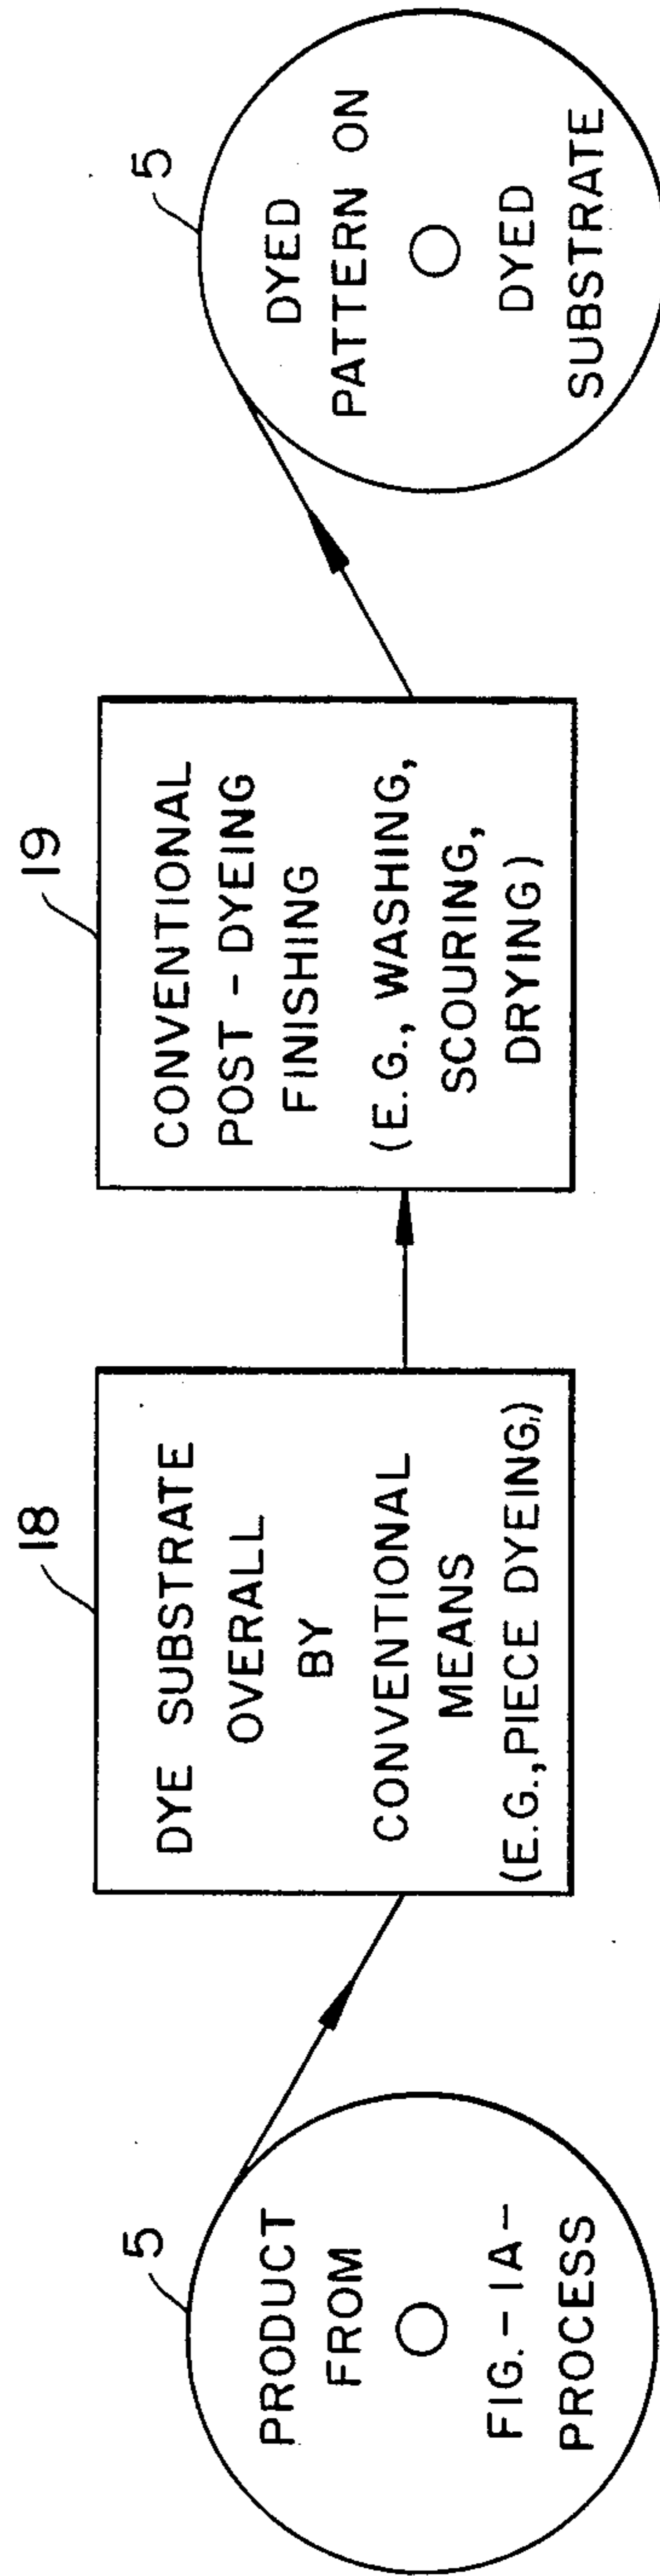 5
PRODUCT
FROM
FIG.-1A-
PROCESS
18
DYE SUBSTRATE
OVERALL
BY
CONVENTIONAL
MEANS
(E.G.,PIECE DYEING,)
19
CONVENTIONAL
POST-DYEING
FINISHING
(E.G., WASHING,
SCOURING,
DRYING)
5
DYED
PATTERN ON
DYED
SUBSTRATE